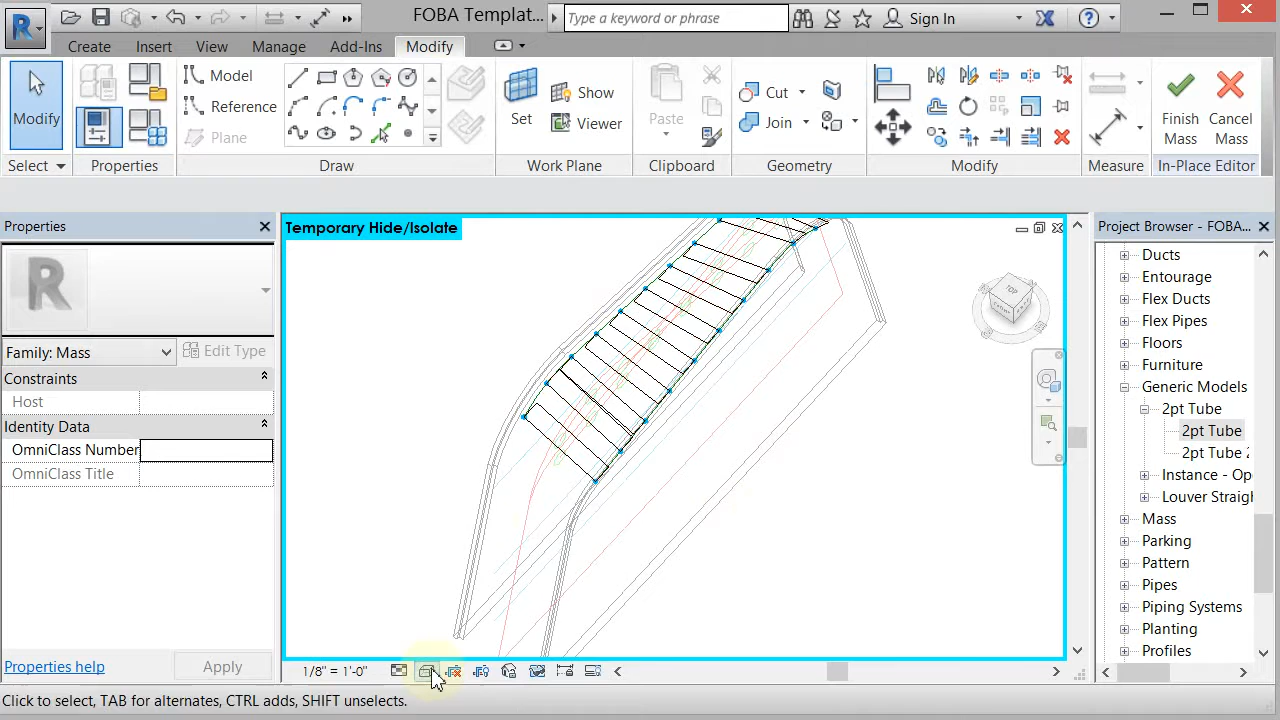 FOBA Templat...
Type a keyword or phrase
Sign In
Create
Insert
View
Manage
Add-Ins
Modify
Modify
Model
Reference
Plane
Set
Show
Viewer
Paste
Cut
Join
Finish Mass
Cancel Mass
Select
Properties
Draw
Work Plane
Clipboard
Geometry
Modify
Measure
In-Place Editor
Properties
R
Family: Mass
Edit Type
Constraints
Host
Identity Data
OmniClass Number
OmniClass Title
Properties help
Apply
Temporary Hide/Isolate
TOP
1/8" = 1'-0"
Project Browser - FOBA...
Ducts
Entourage
Flex Ducts
Flex Pipes
Floors
Furniture
Generic Models
2pt Tube
2pt Tube
2pt Tube 2
Instance - Op
Louver Straigh
Mass
Parking
Pattern
Pipes
Piping Systems
Planting
Profiles
Click to select, TAB for alternates, CTRL adds, SHIFT unselects.